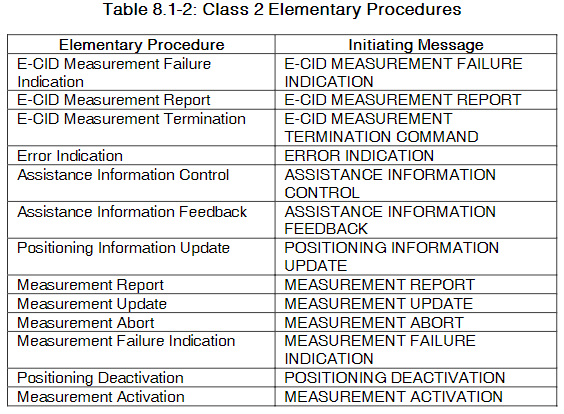 Table 8.1-2: Class 2 Elementary Procedures
Elementary Procedure Initiating Message
E-CID Measurement Failure E-CID MEASUREMENT FAILURE
Indication INDICATION
E-CID Measurement Report E-CID MEASUREMENT REPORT
E-CID Measurement Termination E-CID MEASUREMENT
TERMINATION COMMAND
Error Indication ERROR INDICATION
Assistance Information Control ASSISTANCE INFORMATION
CONTROL
Assistance Information Feedback ASSISTANCE INFORMATION
FEEDBACK
Positioning Information Update POSITIONING INFORMATION
UPDATE
Measurement Report MEASUREMENT REPORT
Measurement Update MEASUREMENT UPDATE
Measurement Abort MEASUREMENT ABORT
Measurement Failure Indication MEASUREMENT FAILURE
INDICATION
Positioning Deactivation POSITIONING DEACTIVATION
Measurement Activation MEASUREMENT ACTIVATION